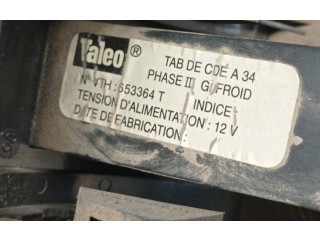 Valeo ® TAB DE CDE A 34
PHASE III G/FROID
N° VTH : 653364 T INDICE
TENSION D'ALIMENTATION : 12 V
DATE DE FABRICATION :